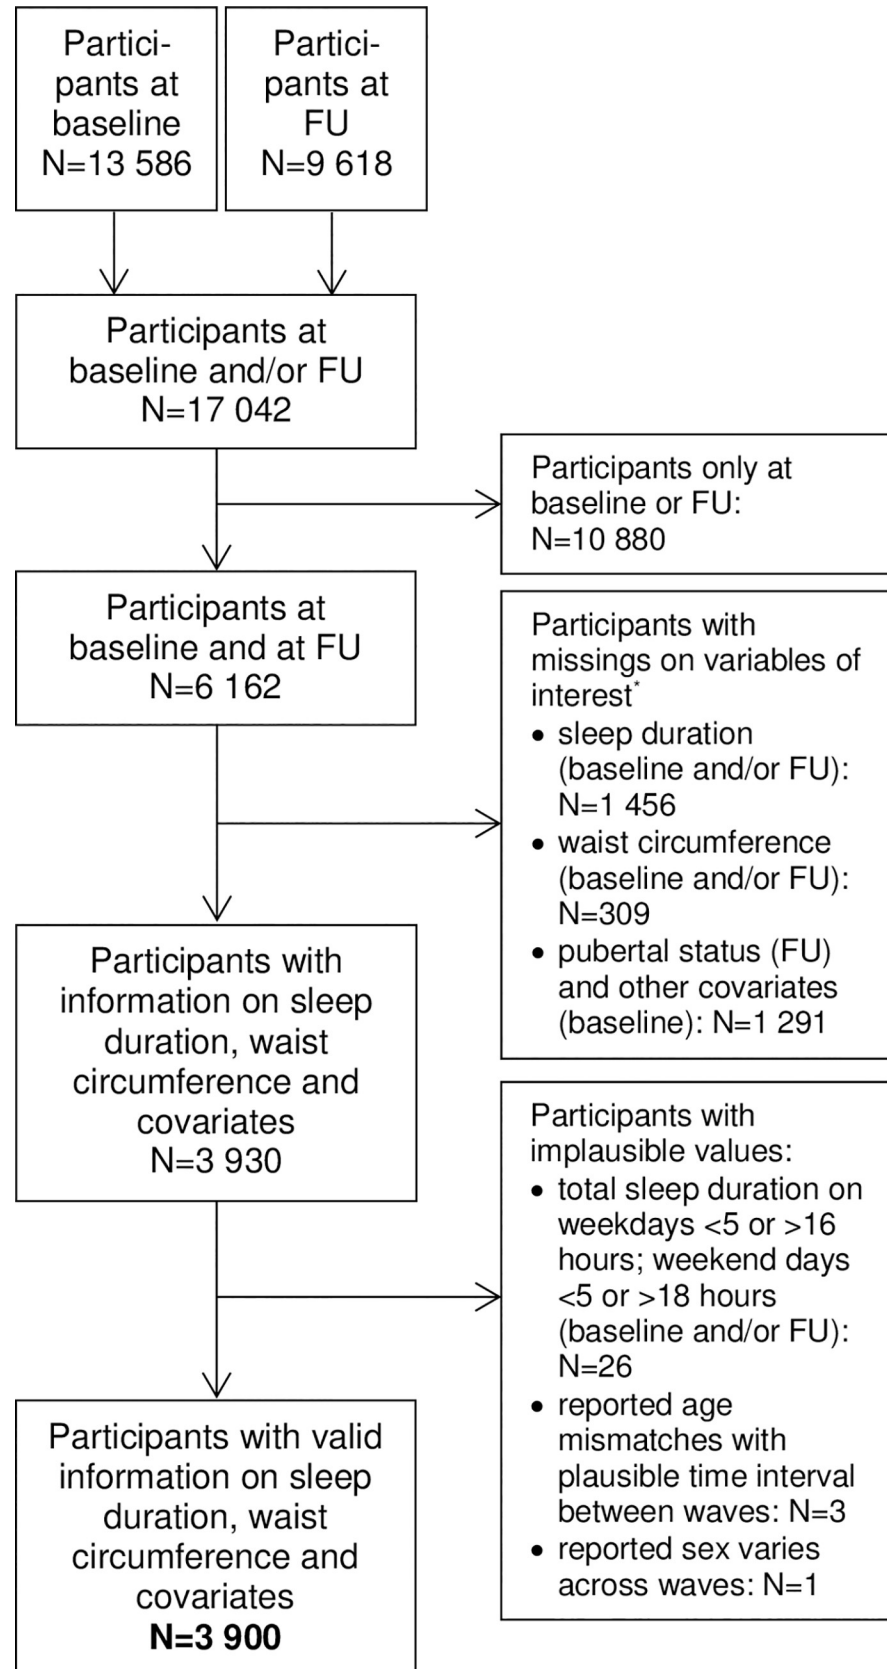 Partici-
pants at
baseline
N=13 586
Partici-
pants at
FU
N=9 618
Participants at
baseline and/or FU
N=17 042
Participants only at
baseline or FU:
N=10 880
Participants at
baseline and at FU
N=6 162
Participants with
missings on variables of
interest*
• sleep duration
(baseline and/or FU):
N=1 456
• waist circumference
(baseline and/or FU):
N=309
• pubertal status (FU)
and other covariates
(baseline): N=1 291
Participants with
information on sleep
duration, waist
circumference and
covariates
N=3 930
Participants with
implausible values:
• total sleep duration on
weekdays <5 or >16
hours; weekend days
<5 or >18 hours
(baseline and/or FU):
N=26
• reported age
mismatches with
plausible time interval
between waves: N=3
• reported sex varies
across waves: N=1
Participants with valid
information on sleep
duration, waist
circumference and
covariates
N=3 900